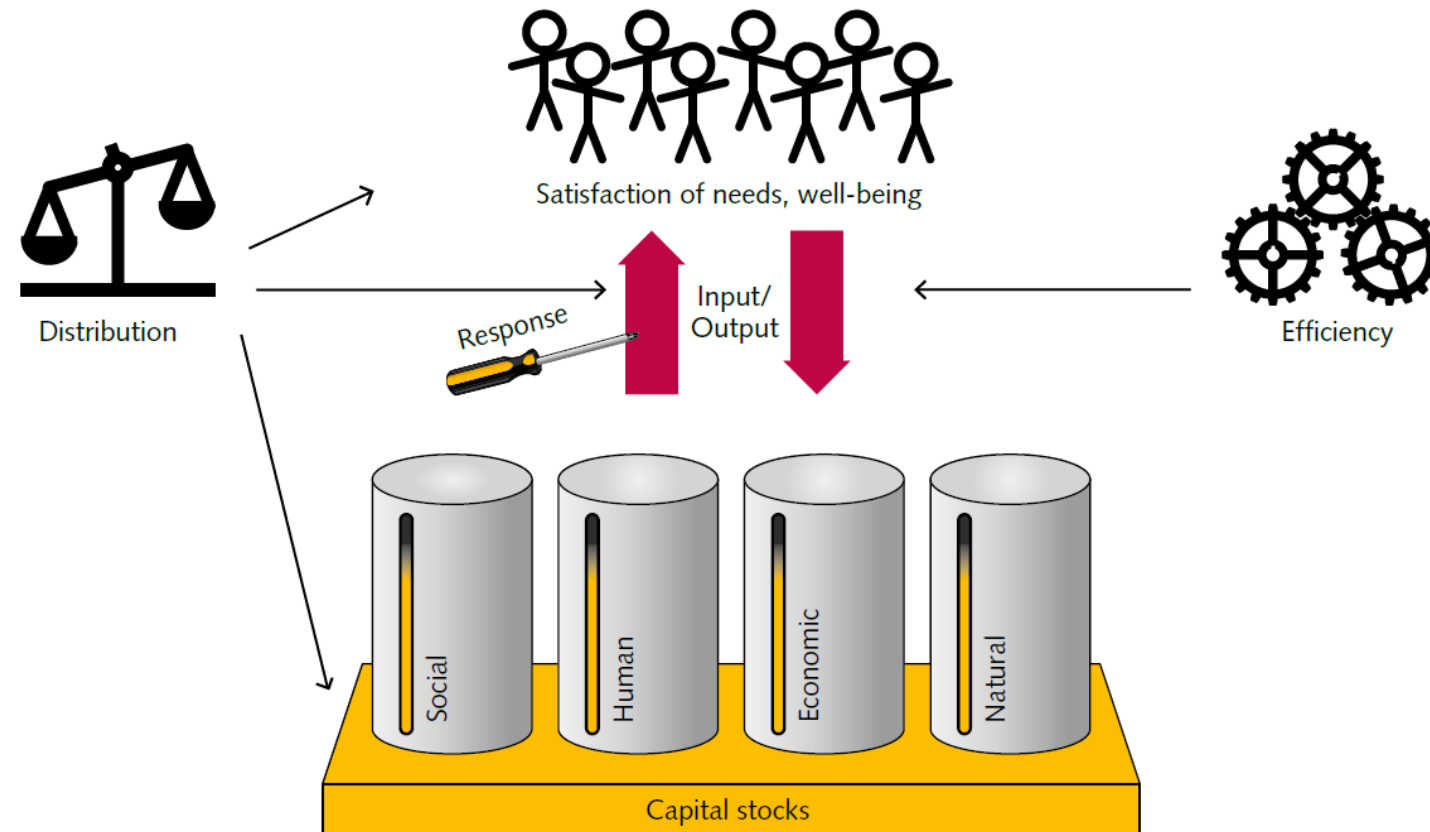 Satisfaction of needs, well-being
Distribution
Response
Input/
Output
Efficiency
Social
Human
Economic
Natural
Capital stocks